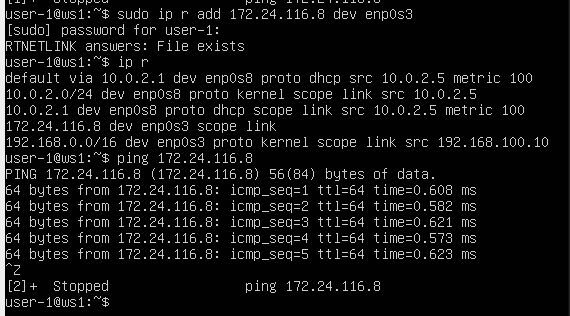 [1]+  Stopped                 ping 172.24.116.8
user-1@ws1:~$ sudo ip r add 172.24.116.8 dev enp0s3
[sudo] password for user-1:
RTNETLINK answers: File exists
user-1@ws1:~$ ip r
default via 10.0.2.1 dev enp0s8 proto dhcp src 10.0.2.5 metric 100
10.0.2.0/24 dev enp0s8 proto kernel scope link src 10.0.2.5
10.0.2.1 dev enp0s8 proto dhcp scope link src 10.0.2.5 metric 100
172.24.116.8 dev enp0s3 scope link
192.168.0.0/16 dev enp0s3 proto kernel scope link src 192.168.100.10
user-1@ws1:~$ ping 172.24.116.8
PING 172.24.116.8 (172.24.116.8) 56(84) bytes of data.
64 bytes from 172.24.116.8: icmp_seq=1 ttl=64 time=0.608 ms
64 bytes from 172.24.116.8: icmp_seq=2 ttl=64 time=0.582 ms
64 bytes from 172.24.116.8: icmp_seq=3 ttl=64 time=0.621 ms
64 bytes from 172.24.116.8: icmp_seq=4 ttl=64 time=0.573 ms
64 bytes from 172.24.116.8: icmp_seq=5 ttl=64 time=0.623 ms
^Z
[2]+  Stopped                 ping 172.24.116.8
user-1@ws1:~$